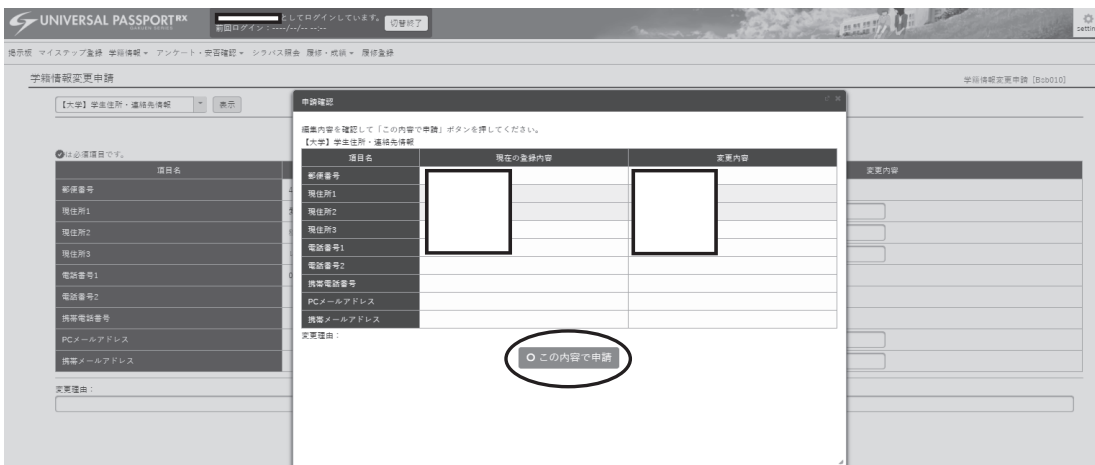 UNIVERSAL PASSPORT RX
GAKUEN SERIES
としてログインしています。
前回ログイン：----/--/-- --:--
切替終了
settin
掲示板 マイステップ登録 学籍情報 アンケート・安否確認 シラバス照会 履修・成績 履修登録
学籍情報変更申請
学籍情報変更申請 [Bsb010]
【大学】学生住所・連絡先情報
表示
は必須項目です。
項目名
変更内容
郵便番号
現住所1
現住所2
現住所3
電話番号1
電話番号2
携帯電話番号
PCメールアドレス
携帯メールアドレス
変更理由：
申請確認
編集内容を確認して「この内容で申請」ボタンを押してください。
【大学】学生住所・連絡先情報
項目名 現在の登録内容 変更内容
郵便番号
現住所1
現住所2
現住所3
電話番号1
電話番号2
携帯電話番号
PCメールアドレス
携帯メールアドレス
変更理由：
この内容で申請